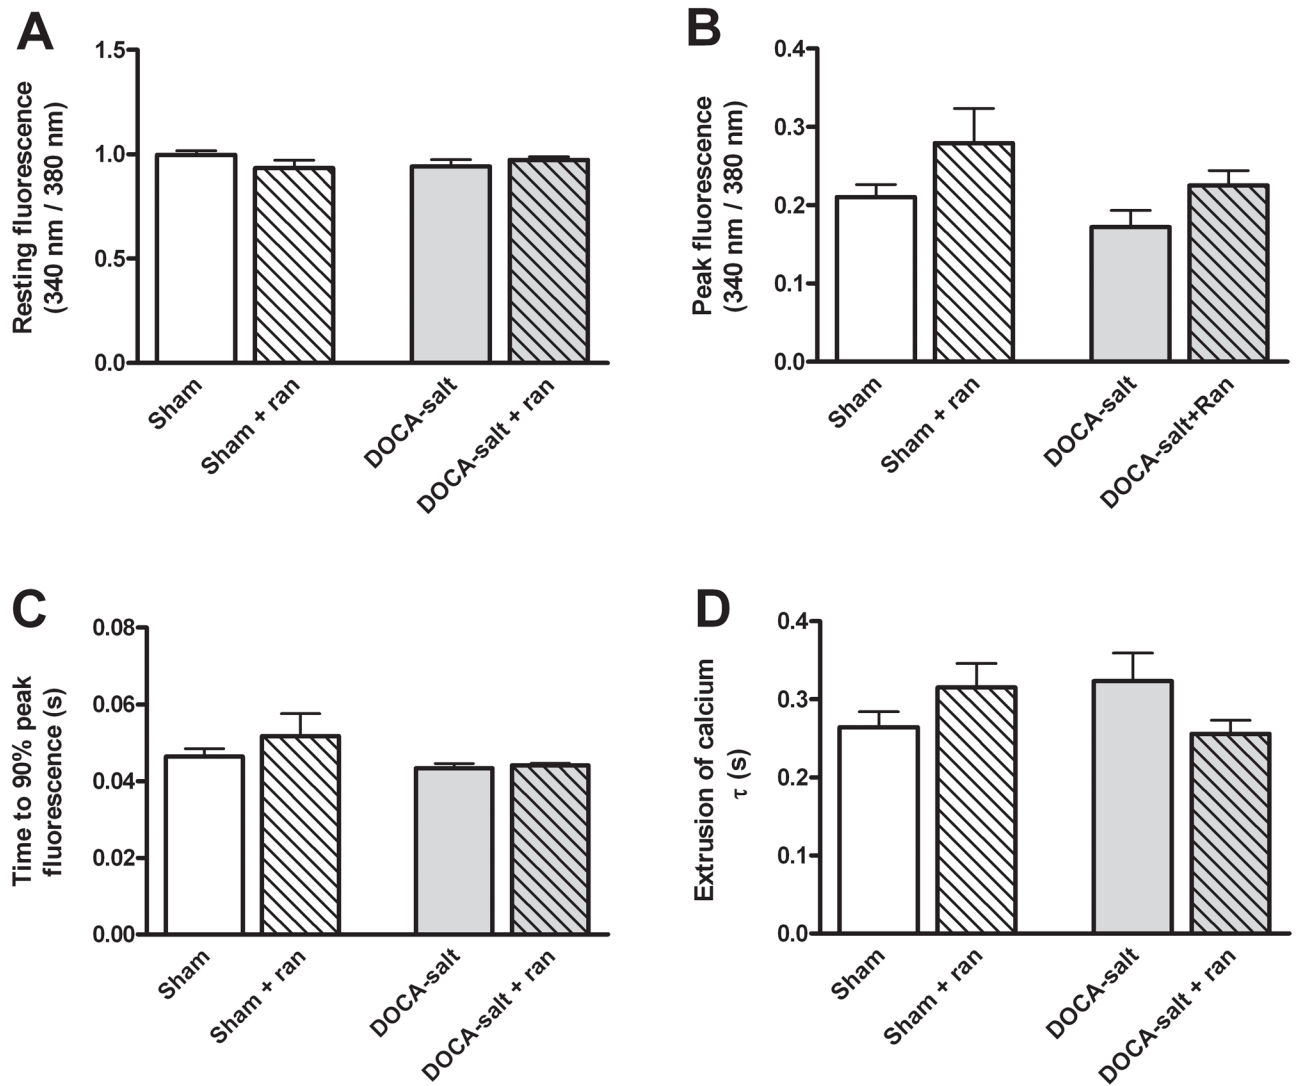 A
Resting fluorescence
(340 nm / 380 nm)
1.5
1.0
0.5
0.0
Sham
Sham + ran
DOCA-salt
DOCA-salt + ran
B
Peak fluorescence
(340 nm / 380 nm)
0.4
0.3
0.2
0.1
0.0
Sham
Sham + ran
DOCA-salt
DOCA-salt+Ran
C
Time to 90% peak
fluorescence (s)
0.08
0.06
0.04
0.02
0.00
Sham
Sham + ran
DOCA-salt
DOCA-salt + ran
D
Extrusion of calcium
τ (s)
0.4
0.3
0.2
0.1
0.0
Sham
Sham + ran
DOCA-salt
DOCA-salt + ran